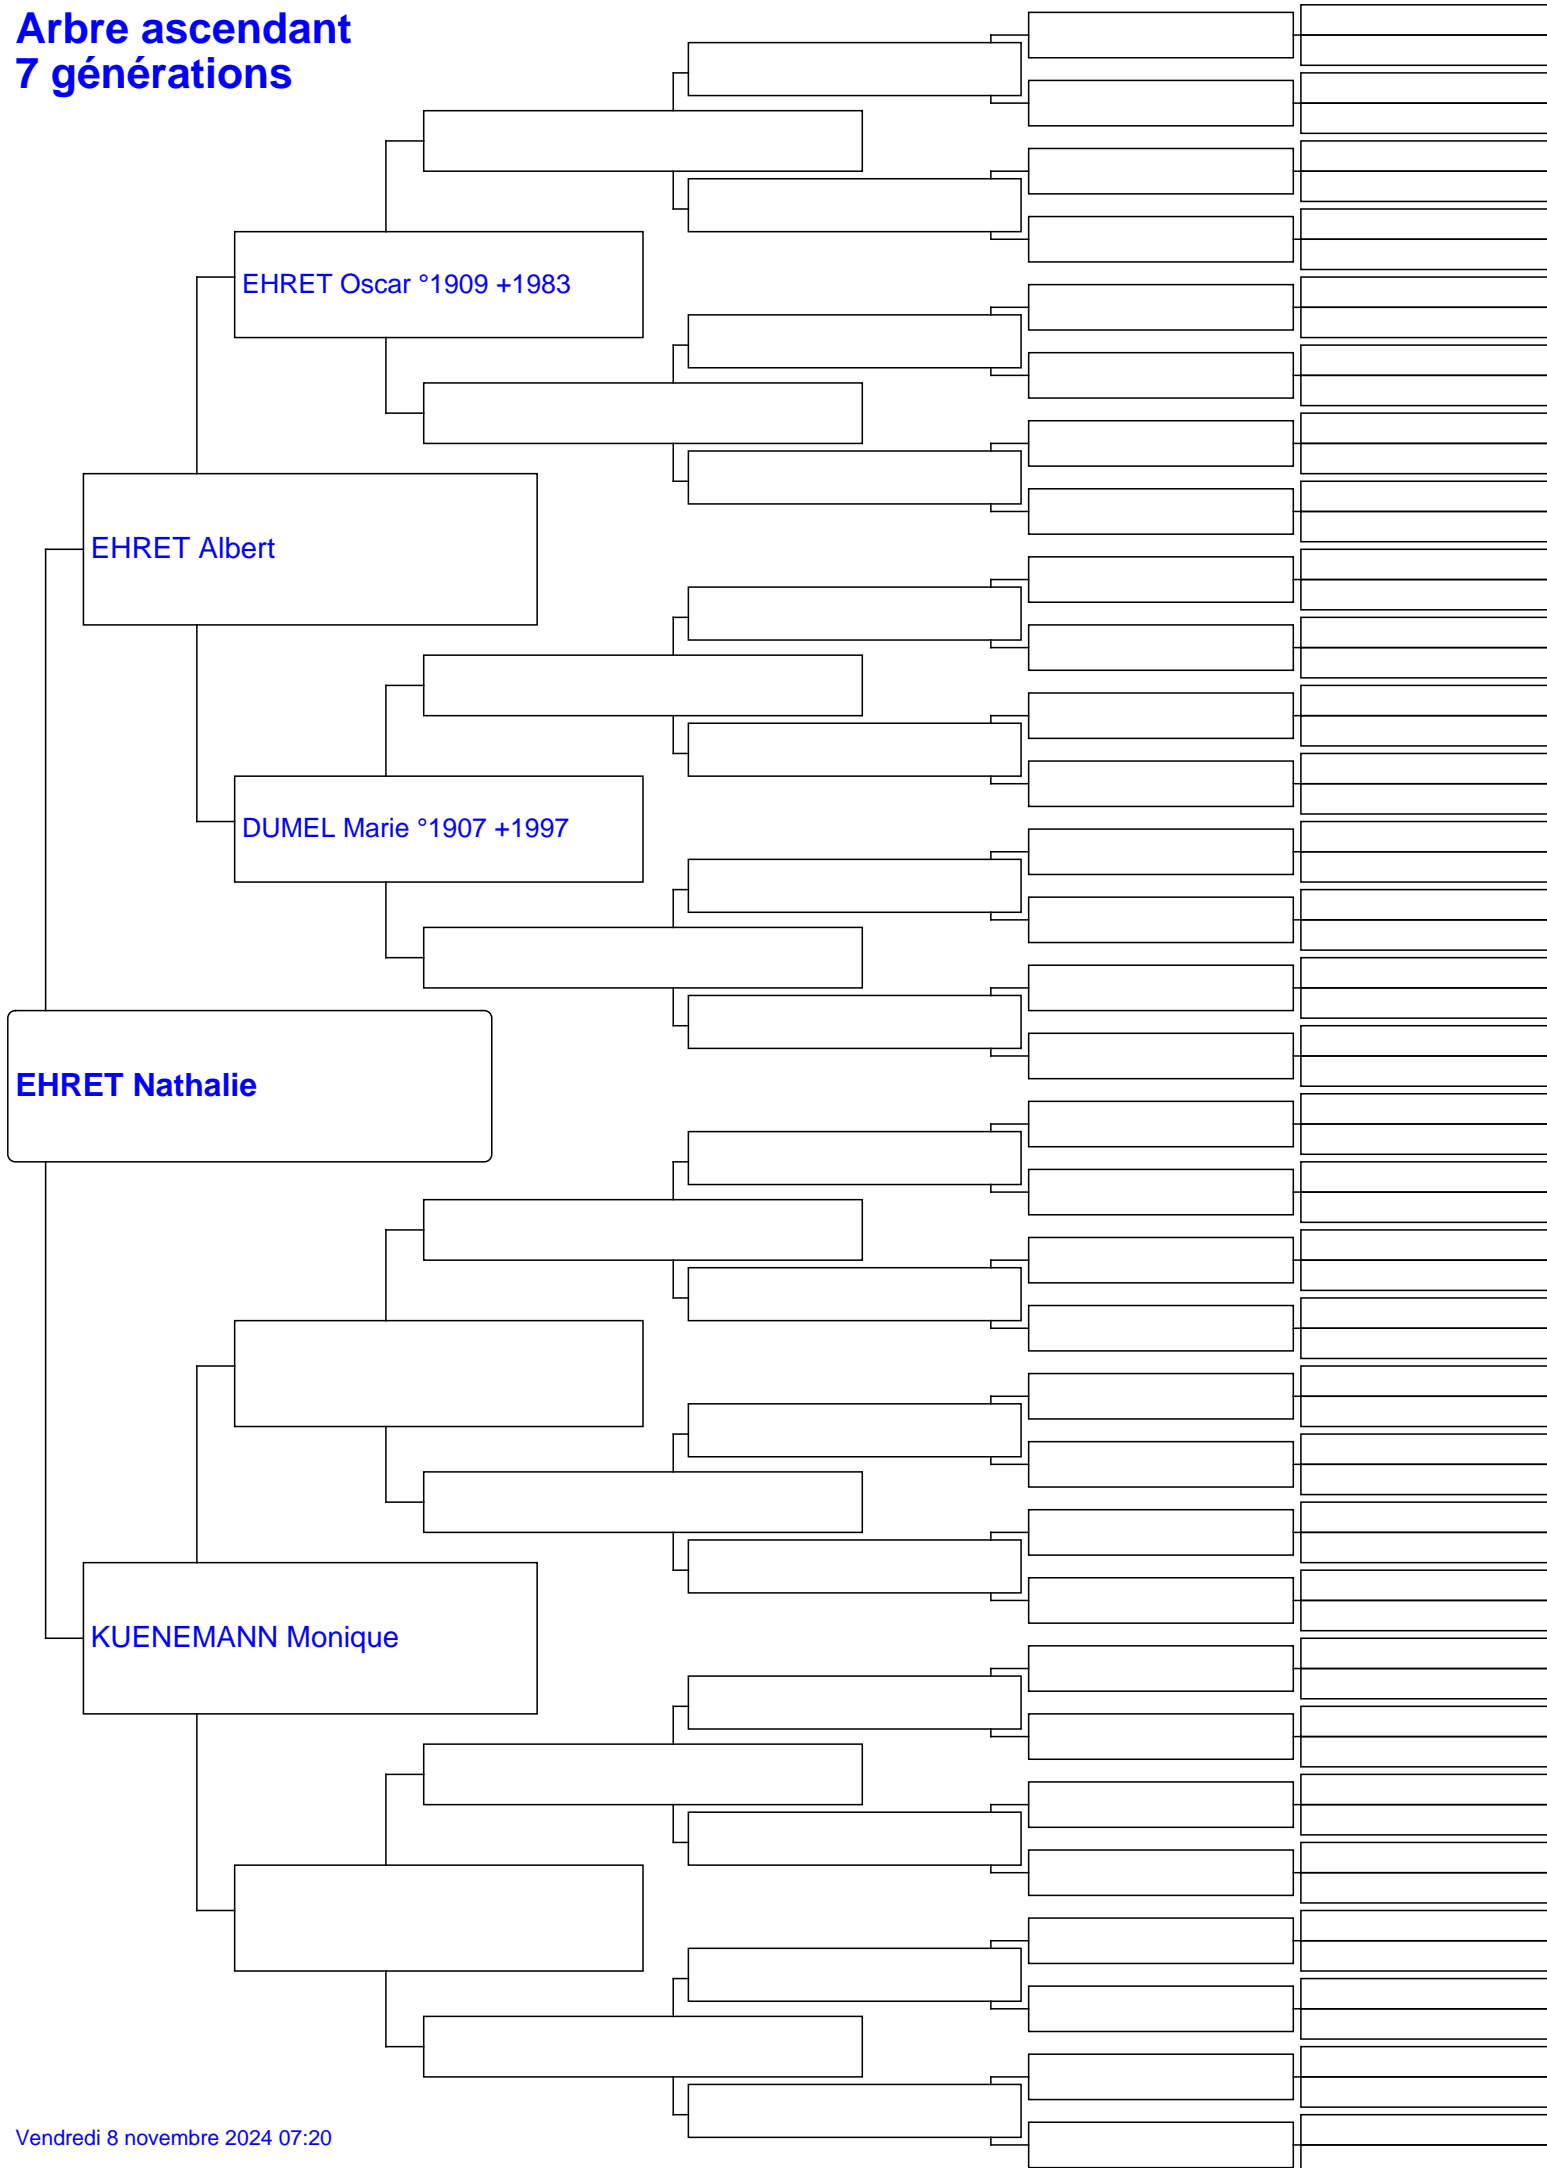 Arbre ascendant
7 générations
EHRET Oscar °1909 +1983
EHRET Albert
DUMEL Marie °1907 +1997
EHRET Nathalie
KUENEMANN Monique
Vendredi 8 novembre 2024 07:20